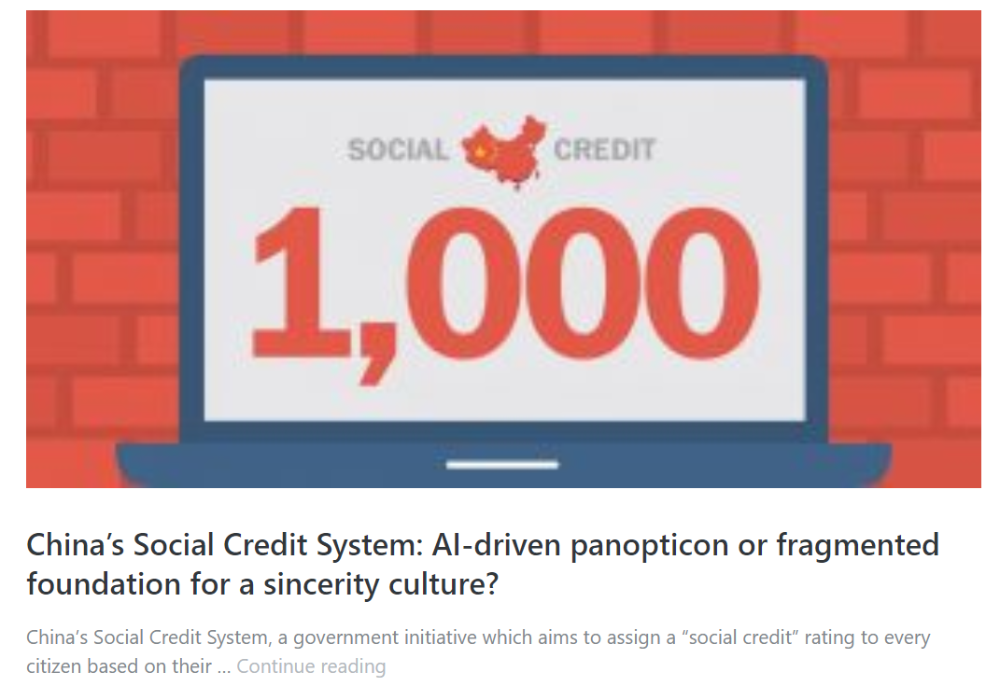 SOCIAL CREDIT
1,000
China’s Social Credit System: AI-driven panopticon or fragmented
foundation for a sincerity culture?
China’s Social Credit System, a government initiative which aims to assign a “social credit” rating to every
citizen based on their ... Continue reading